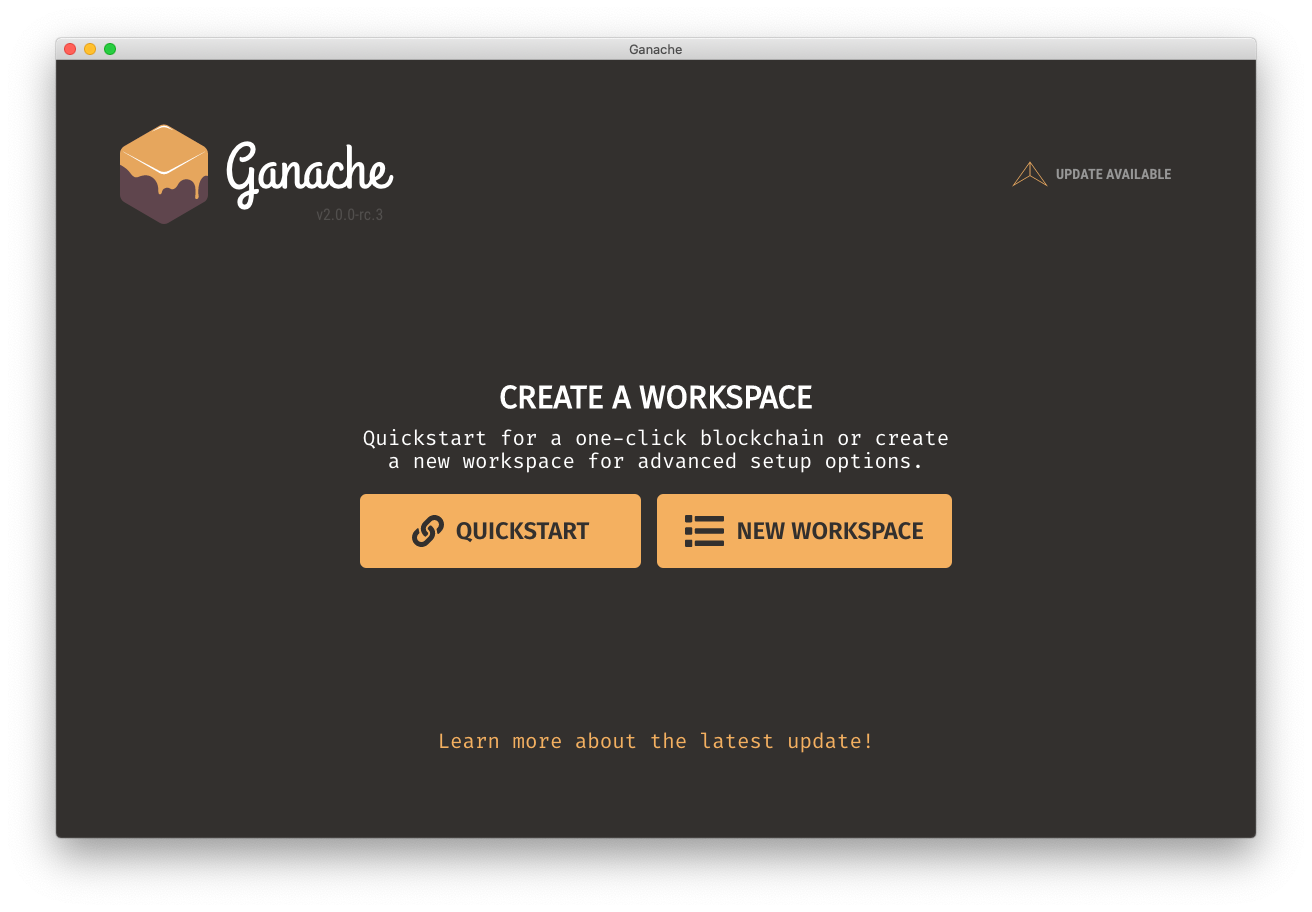 Ganache
Ganache
v2.0.0-rc.3
UPDATE AVAILABLE
CREATE A WORKSPACE
Quickstart for a one-click blockchain or create
a new workspace for advanced setup options.
QUICKSTART
NEW WORKSPACE
Learn more about the latest update!